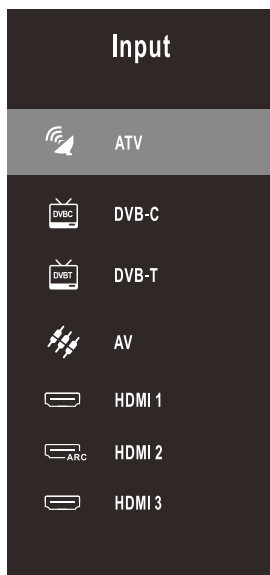 Input
ATV
DVBC DVB-C
DVBT DVB-T
AV
HDMI 1
ARC HDMI 2
HDMI 3